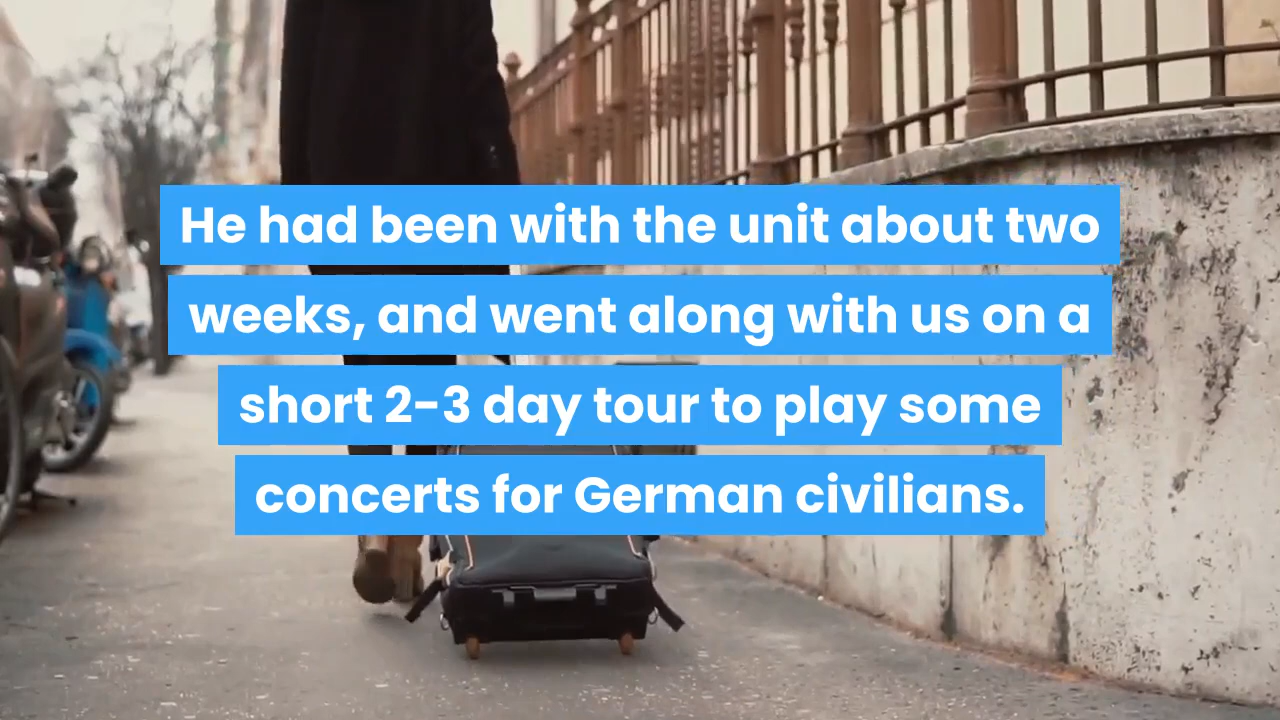 He had been with the unit about two
weeks, and went along with us on a
short 2-3 day tour to play some
concerts for German civilians.